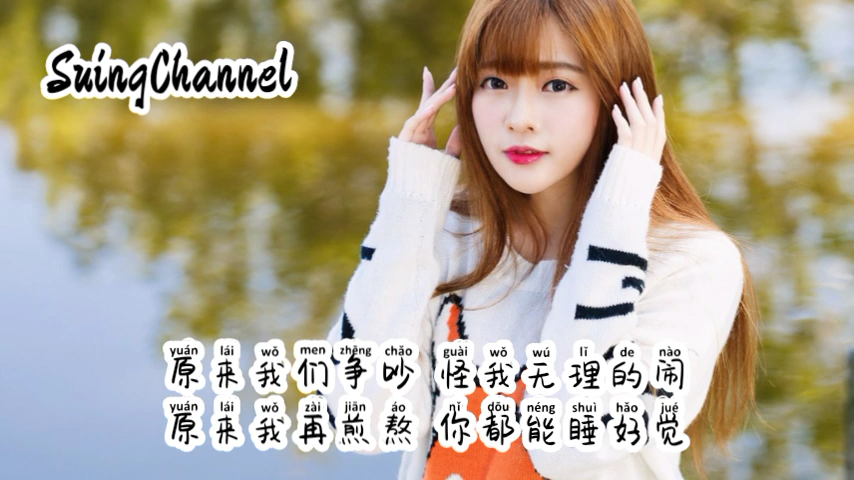 SuingChannel
yuán lái wǒ men zhēng chǎo guài wǒ wú lǐ de nào
原来我们争吵 怪我无理的闹
yuán lái wǒ zài jiān áo nǐ dōu néng shuì hǎo jué
原来我再煎熬 你都能睡好觉